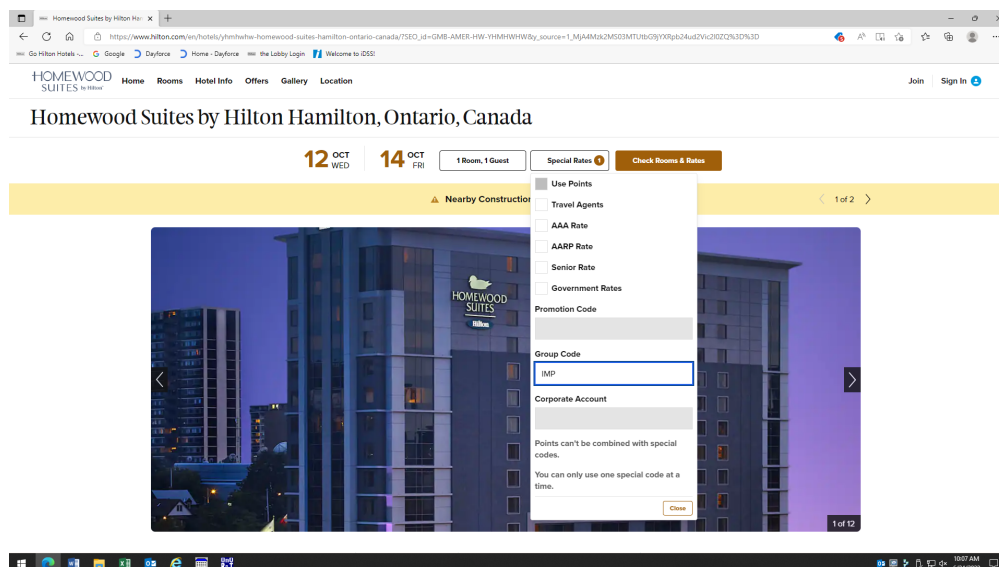 Homewood Suites by Hilton Ha
https://www.hilton.com/en/hotels/yhmhwhw-homewood-suites-hamilton-ontario-canada/?SEO_id=GMB-AMER-HW-YHMHWHW&y_source=1_MjA4Mzk2MS03MTUtbG9jYXRpb24ud2Vic2l0ZQ%3D%3D
Go Hilton Hotels -... Google Dayforce Home - Dayforce the Lobby Login Welcome to iDSS!
HOMEWOOD
SUITES by Hilton
Home Rooms Hotel Info Offers Gallery Location
Join Sign In
Homewood Suites by Hilton Hamilton, Ontario, Canada
12 OCT WED 14 OCT FRI 1 Room, 1 Guest Special Rates 1 Check Rooms & Rates
Nearby Construction
1 of 2
Use Points
Travel Agents
AAA Rate
AARP Rate
Senior Rate
Government Rates
Promotion Code
Group Code
IMP
Corporate Account
Points can't be combined with special
codes.
You can only use one special code at a
time.
Close
HOMEWOOD
SUITES
Hilton
1 of 12
10:07 AM